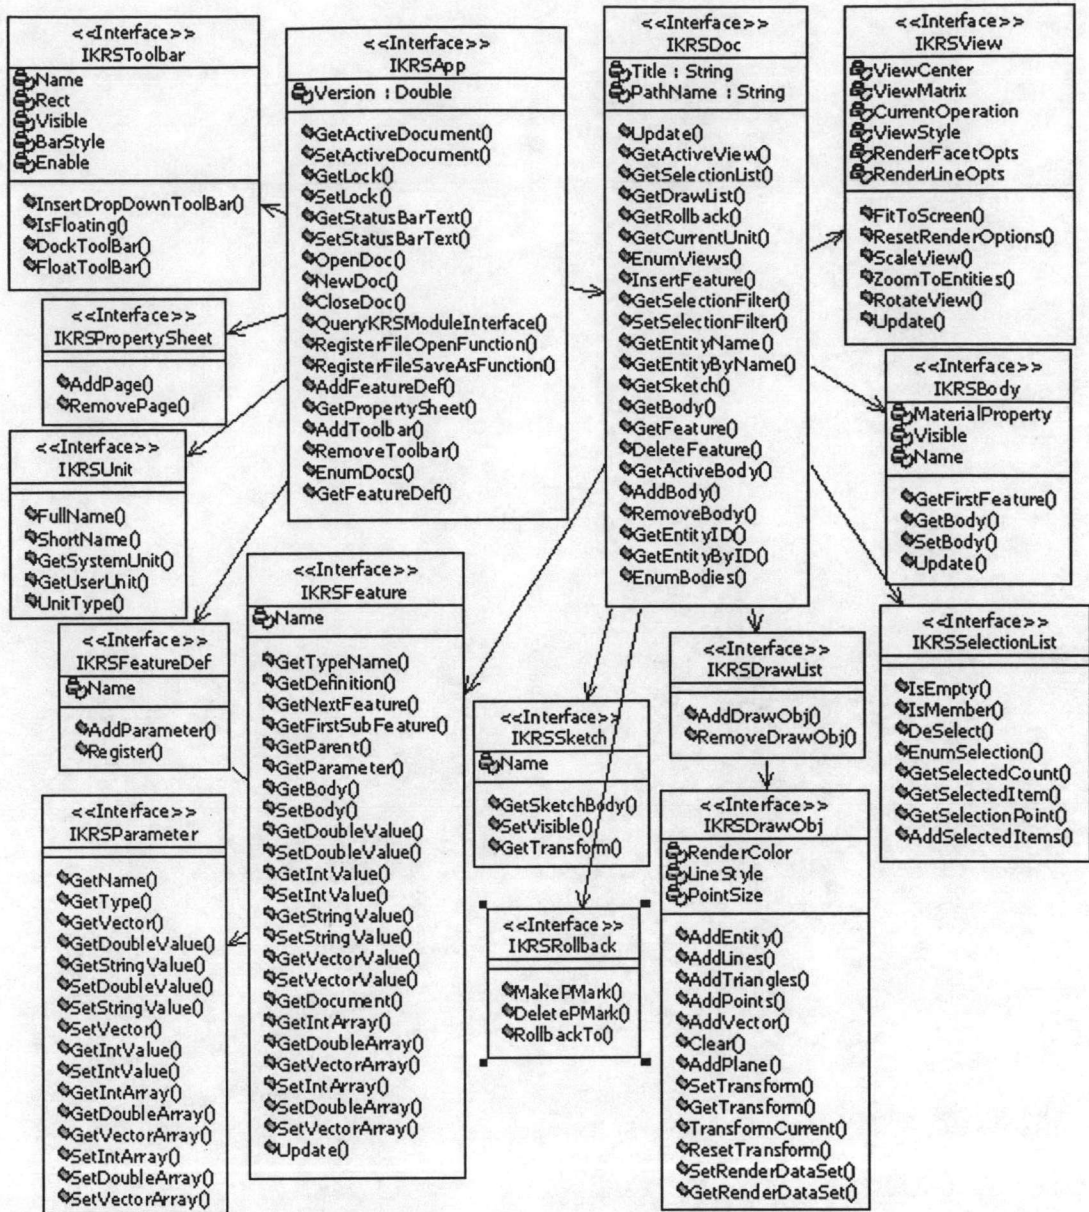 <<Interface>>
IKRSToolbar
Name
Rect
Visible
BarStyle
Enable
InsertDropDownToolBar()
IsFloating()
DockToolBar()
FloatToolBar()
<<Interface>>
IKRSApp
Version : Double
GetActiveDocument()
SetActiveDocument()
GetLock()
SetLock()
GetStatusBarText()
SetStatusBarText()
OpenDoc()
NewDoc()
CloseDoc()
QueryKRSModuleInterface()
RegisterFileOpenFunction()
RegisterFileSaveAsFunction()
AddFeatureDef()
GetPropertySheet()
AddToolbar()
RemoveToolbar()
EnumDocs()
GetFeatureDef()
<<Interface>>
IKRSDoc
Title : String
PathName : String
Update()
GetActiveView()
GetSelectionList()
GetDrawList()
GetRollback()
GetCurrentUnit()
EnumViews()
InsertFeature()
GetSelectionFilter()
SetSelectionFilter()
GetEntityName()
GetEntityByName()
GetSketch()
GetBody()
GetFeature()
DeleteFeature()
GetActiveBody()
AddBody()
RemoveBody()
GetEntityID()
GetEntityByID()
EnumBodies()
<<Interface>>
IKRSView
ViewCenter
ViewMatrix
CurrentOperation
ViewStyle
RenderFacetOpts
RenderLineOpts
FitToScreen()
ResetRenderOptions()
ScaleView()
ZoomToEntities()
RotateView()
Update()
<<Interface>>
IKRSPropertySheet
AddPage()
RemovePage()
<<Interface>>
IKRSBody
MaterialProperty
Visible
Name
GetFirstFeature()
GetBody()
SetBody()
Update()
<<Interface>>
IKRSUnit
FullName()
ShortName()
GetSystemUnit()
GetUserUnit()
UnitType()
<<Interface>>
IKRSFeature
Name
GetTypeName()
GetDefinition()
GetNextFeature()
GetFirstSubFeature()
GetParent()
GetParameter()
GetBody()
SetBody()
GetDoubleValue()
SetDoubleValue()
GetIntValue()
SetIntValue()
GetStringValue()
SetStringValue()
GetVectorValue()
SetVectorValue()
GetDocument()
GetIntArray()
GetDoubleArray()
GetVectorArray()
SetIntArray()
SetDoubleArray()
SetVectorArray()
Update()
<<Interface>>
IKRSFeatureDef
Name
AddParameter()
Register()
<<Interface>>
IKRSSketch
Name
GetSketchBody()
SetVisible()
GetTransform()
<<Interface>>
IKRSDrawList
AddDrawObj()
RemoveDrawObj()
<<Interface>>
IKRSSelectionList
IsEmpty()
IsMember()
DeSelect()
EnumSelection()
GetSelectedCount()
GetSelectedItem()
GetSelectionPoint()
AddSelectedItems()
<<Interface>>
IKRSParameter
GetName()
GetType()
GetVector()
GetDoubleValue()
GetStringValue()
SetDoubleValue()
SetStringValue()
SetVector()
GetIntValue()
SetIntValue()
GetIntArray()
GetDoubleArray()
GetVectorArray()
SetIntArray()
SetDoubleArray()
SetVectorArray()
<<Interface>>
IKRSRollback
MakePMark()
DeletePMark()
RollbackTo()
<<Interface>>
IKRSDrawObj
RenderColor
LineStyle
PointSize
AddEntity()
AddLines()
AddTriangles()
AddPoints()
AddVector()
Clear()
AddPlane()
SetTransform()
GetTransform()
TransformCurrent()
ResetTransform()
SetRenderDataSet()
GetRenderDataSet()